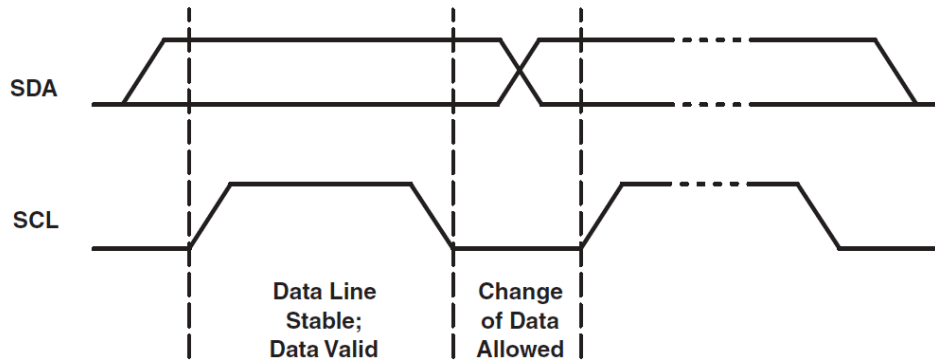 SDA
SCL
Data Line
Stable;
Data Valid
Change
of Data
Allowed